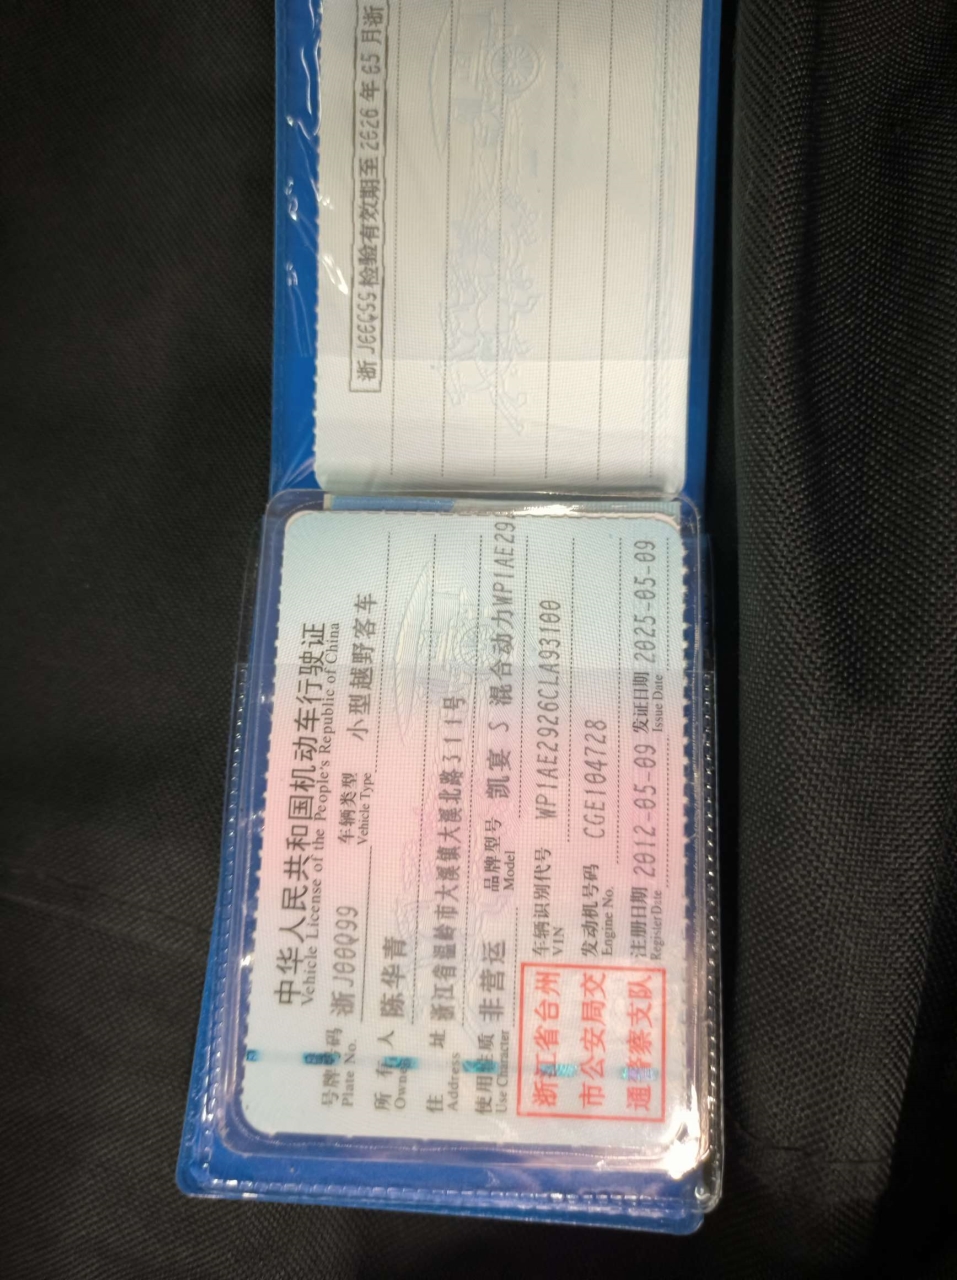 中华人民共和国机动车行驶证
Vehicle License of the People's Republic of China
号牌号码 浙J00Q99 车辆类型 小型越野客车
Plate No. Vehicle Type
所有人 陈华青
Owner
住址 浙江省温岭市大溪镇大溪北路311号
Address
使用性质 非营运 品牌型号 凯宴 S 混合动力WP1AE29
Use Character Model
浙江省台州
市公安局交
通警察支队
车辆识别代号 WP1AE2926CLA93100
VIN
发动机号码 CGE104728
Engine No.
注册日期 2012-05-09 发证日期 2025-05-09
Register Date Issue Date
检验有效期至2026年05月浙